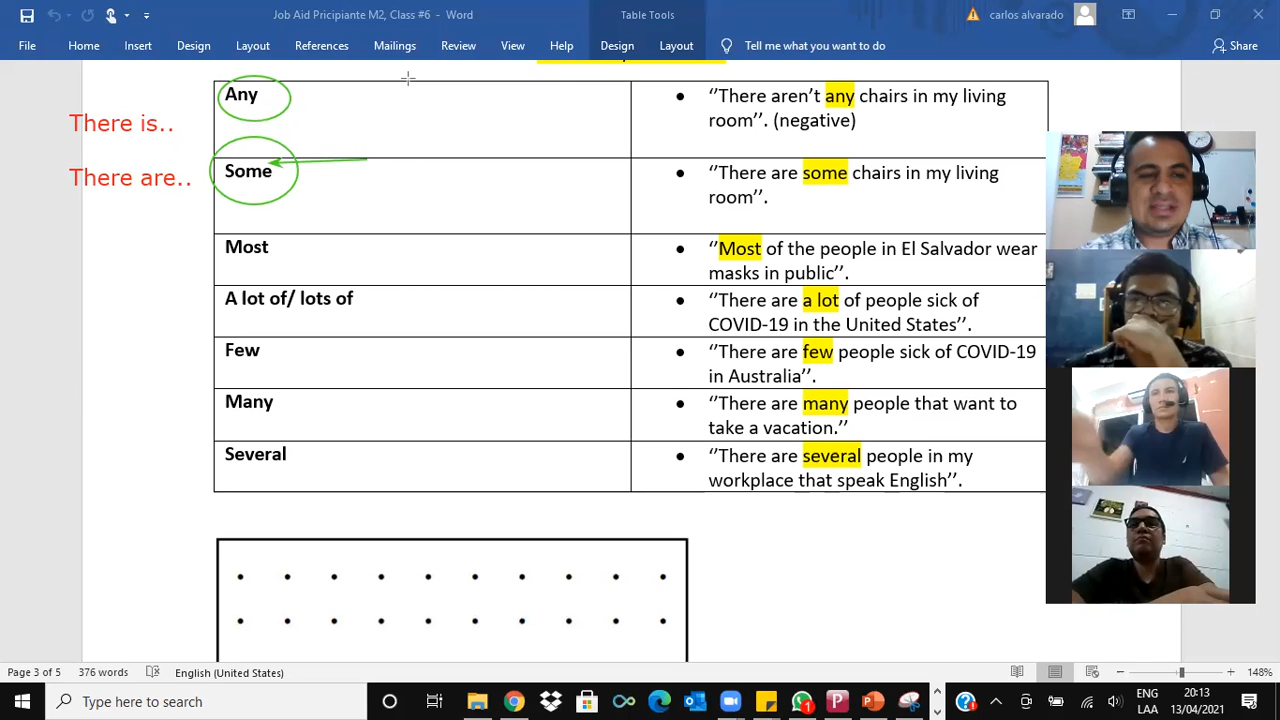 Job Aid Pricipiante M2, Class #6 - Word
Table Tools
carlos alvarado
File Home Insert Design Layout References Mailings Review View Help Design Layout Tell me what you want to do Share
There is..
There are..
Any
• ‘’There aren’t any chairs in my living
room’’. (negative)
Some
• ‘’There are some chairs in my living
room’’.
Most
• ‘’Most of the people in El Salvador wear
masks in public’’.
A lot of/ lots of
• ‘’There are a lot of people sick of
COVID-19 in the United States’’.
Few
• ‘’There are few people sick of COVID-19
in Australia’’.
Many
• ‘’There are many people that want to
take a vacation.’’
Several
• ‘’There are several people in my
workplace that speak English’’.
Page 3 of 5 376 words English (United States) 148%
Type here to search
1
ENG
LAA
20:13
13/04/2021